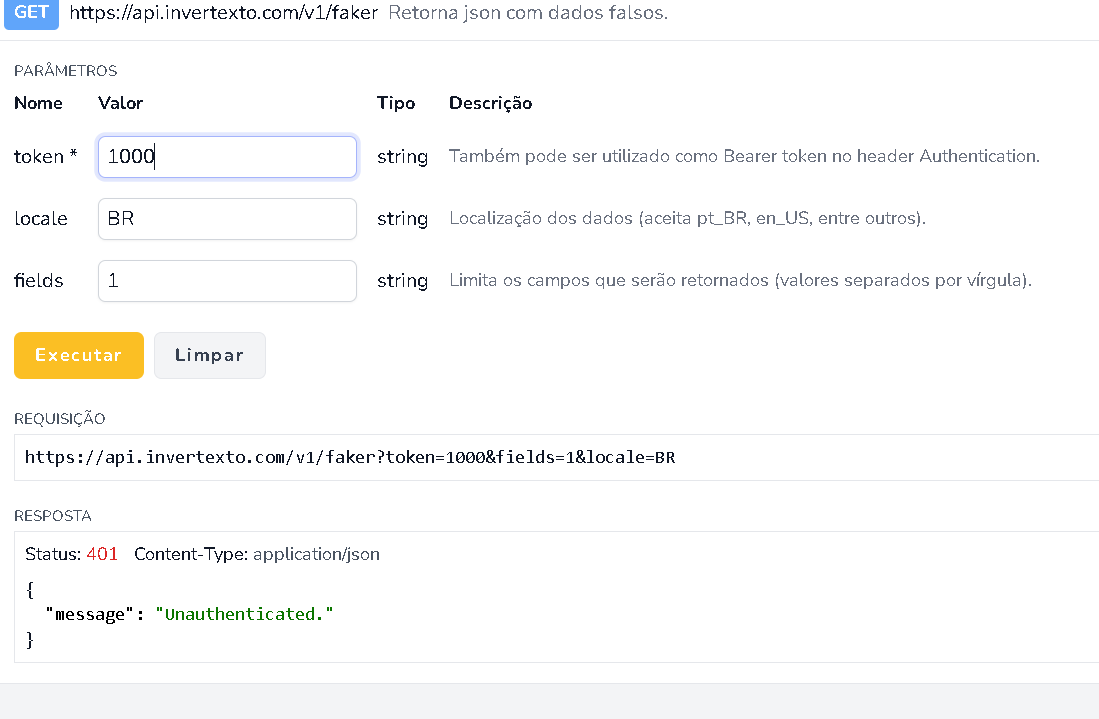 GET https://api.invertexto.com/v1/faker Retorna json com dados falsos.
PARÂMETROS
Nome Valor Tipo Descrição
token * 1000 string Também pode ser utilizado como Bearer token no header Authentication.
locale BR string Localização dos dados (aceita pt_BR, en_US, entre outros).
fields 1 string Limita os campos que serão retornados (valores separados por vírgula).
Executar Limpar
REQUISIÇÃO
https://api.invertexto.com/v1/faker?token=1000&fields=1&locale=BR
RESPOSTA
Status: 401 Content-Type: application/json
{
"message": "Unauthenticated."
}